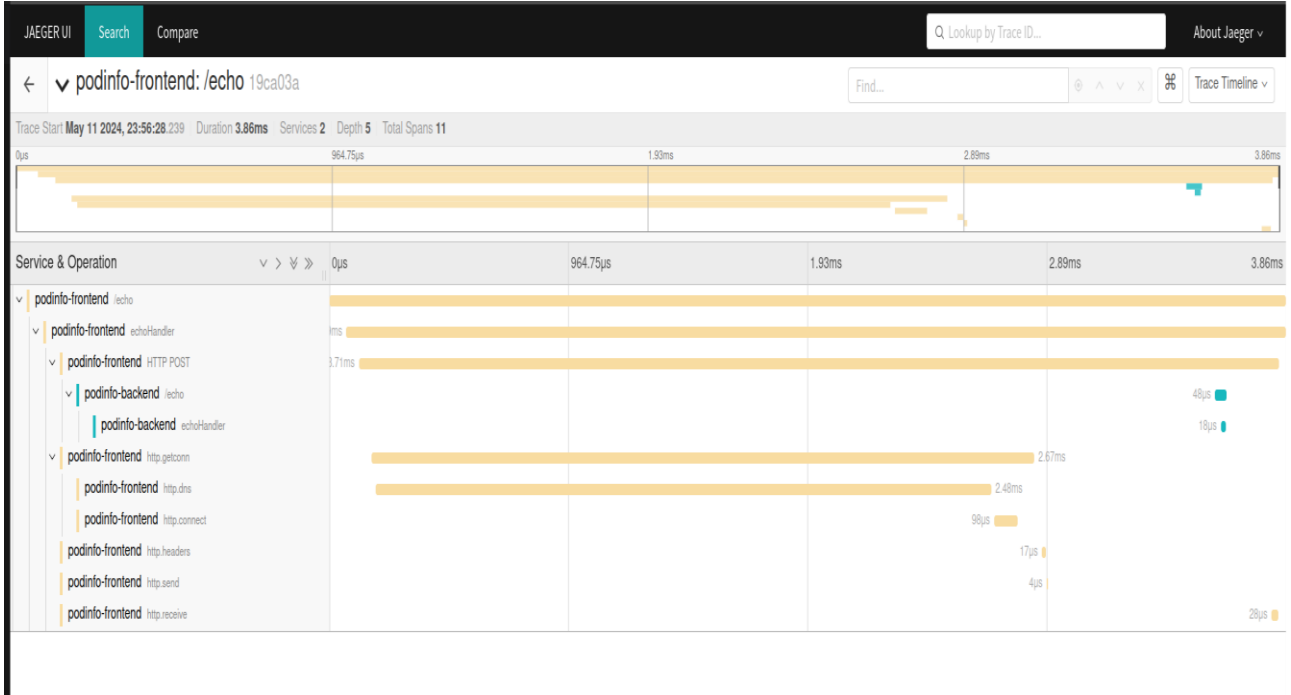 JAEGER UI Search Compare Lookup by Trace ID... About Jaeger
podinfo-frontend: /echo 19ca03a Find... ⌘ Trace Timeline
Trace Start May 11 2024, 23:56:28.239 Duration 3.86ms Services 2 Depth 5 Total Spans 11
0μs 964.75μs 1.93ms 2.89ms 3.86ms
Service & Operation 0μs 964.75μs 1.93ms 2.89ms 3.86ms
podinfo-frontend /echo
podinfo-frontend echoHandler ms
podinfo-frontend HTTP POST 3.71ms
podinfo-backend /echo 48μs
podinfo-backend echoHandler 18μs
podinfo-frontend http.getconn 2.67ms
podinfo-frontend http.dns 2.48ms
podinfo-frontend http.connect 98μs
podinfo-frontend http.headers 17μs
podinfo-frontend http.send 4μs
podinfo-frontend http.receive 28μs